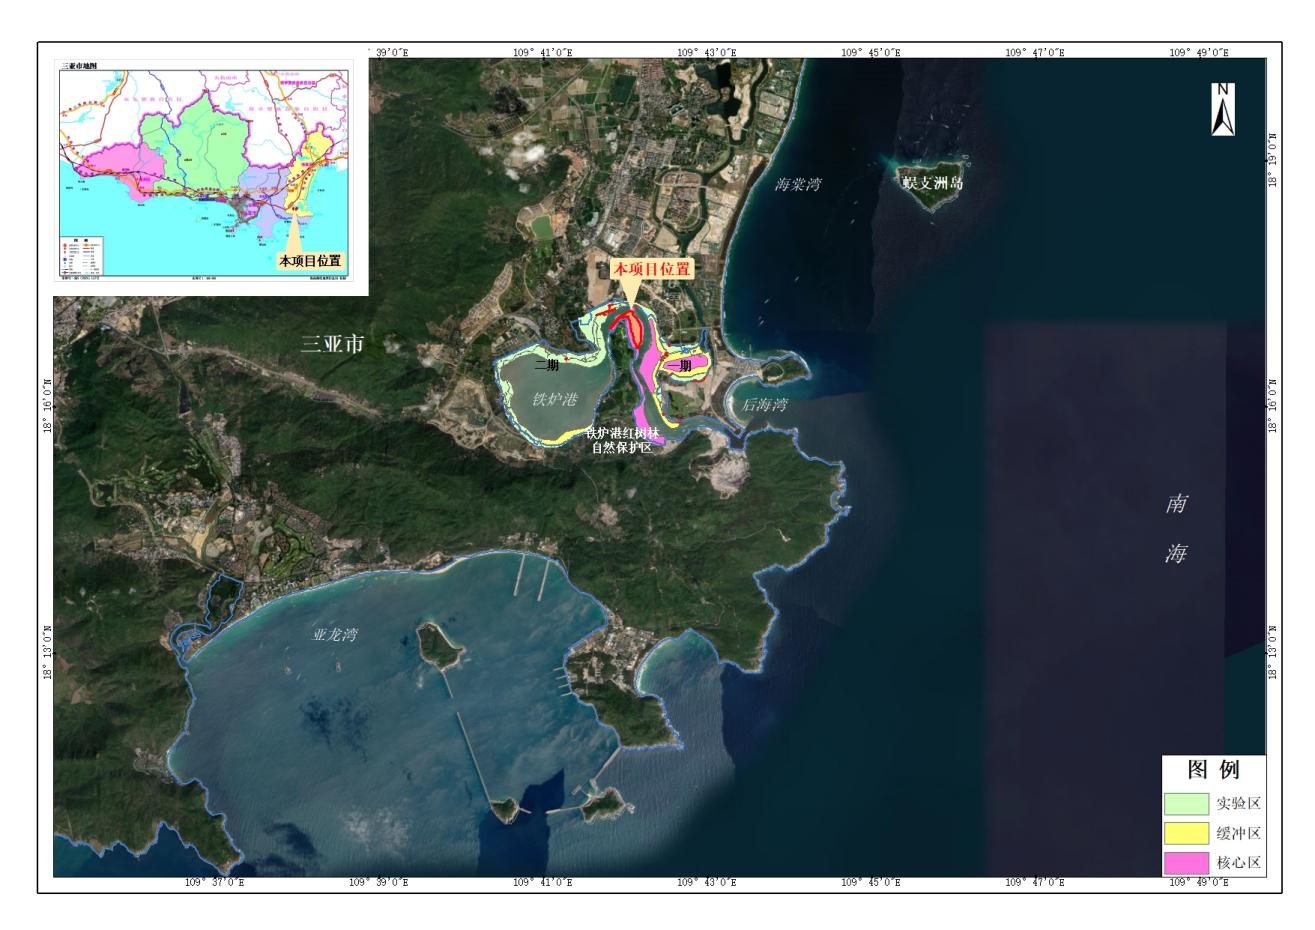 三亚市地图
本项目位置
39′0″E
109° 41′0″E
109° 43′0″E
109° 45′0″E
109° 47′0″E
109° 49′0″E
N
18° 19′0″N
海棠湾
蜈支洲岛
本项目位置
三亚市
二期
一期
铁炉港
后海湾
18° 16′0″N
18° 16′0″N
铁炉港红树林
自然保护区
南
海
亚龙湾
18° 13′0″N
18° 13′0″N
图 例
实验区
缓冲区
核心区
109° 37′0″E
109° 39′0″E
109° 41′0″E
109° 43′0″E
109° 45′0″E
109° 47′0″E
109° 49′0″E